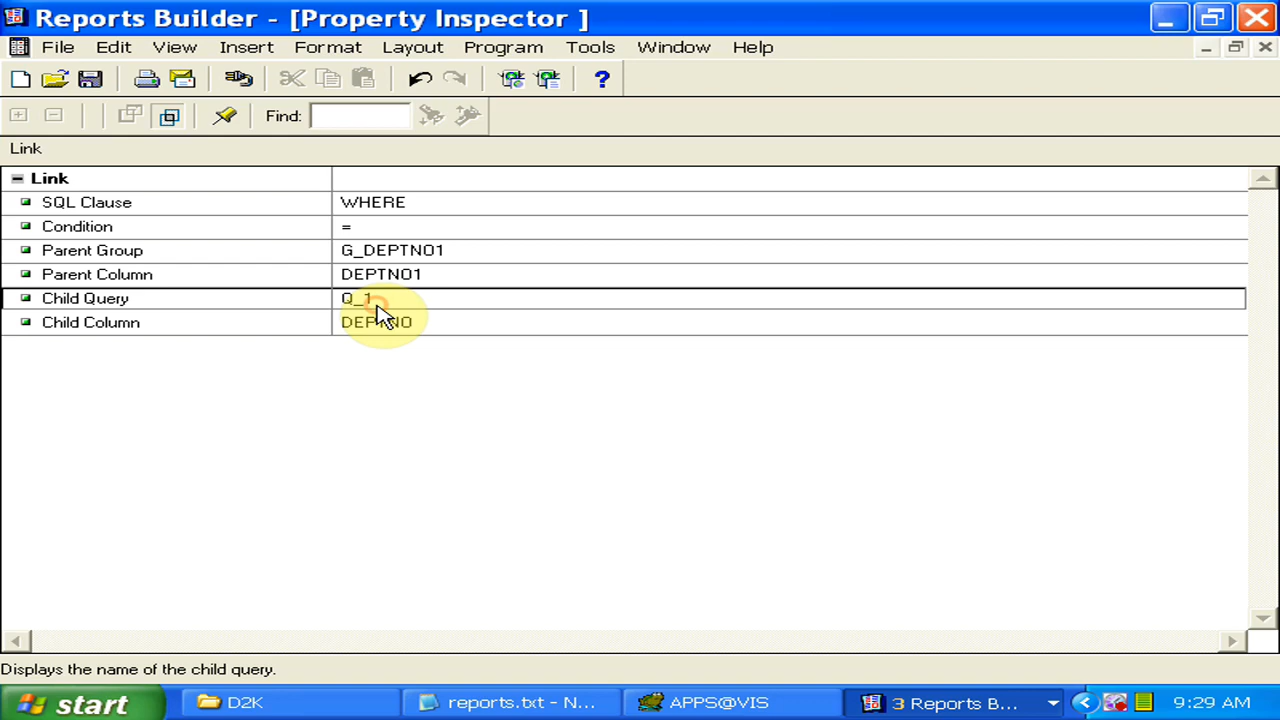 Reports Builder - [Property Inspector ]
File Edit View Insert Format Layout Program Tools Window Help
Find:
Link
Link
SQL Clause WHERE
Condition =
Parent Group G_DEPTNO1
Parent Column DEPTNO1
Child Query Q_1
Child Column DEPTNO
Displays the name of the child query.
start D2K reports.txt - N... APPS@VIS 3 Reports B... 9:29 AM